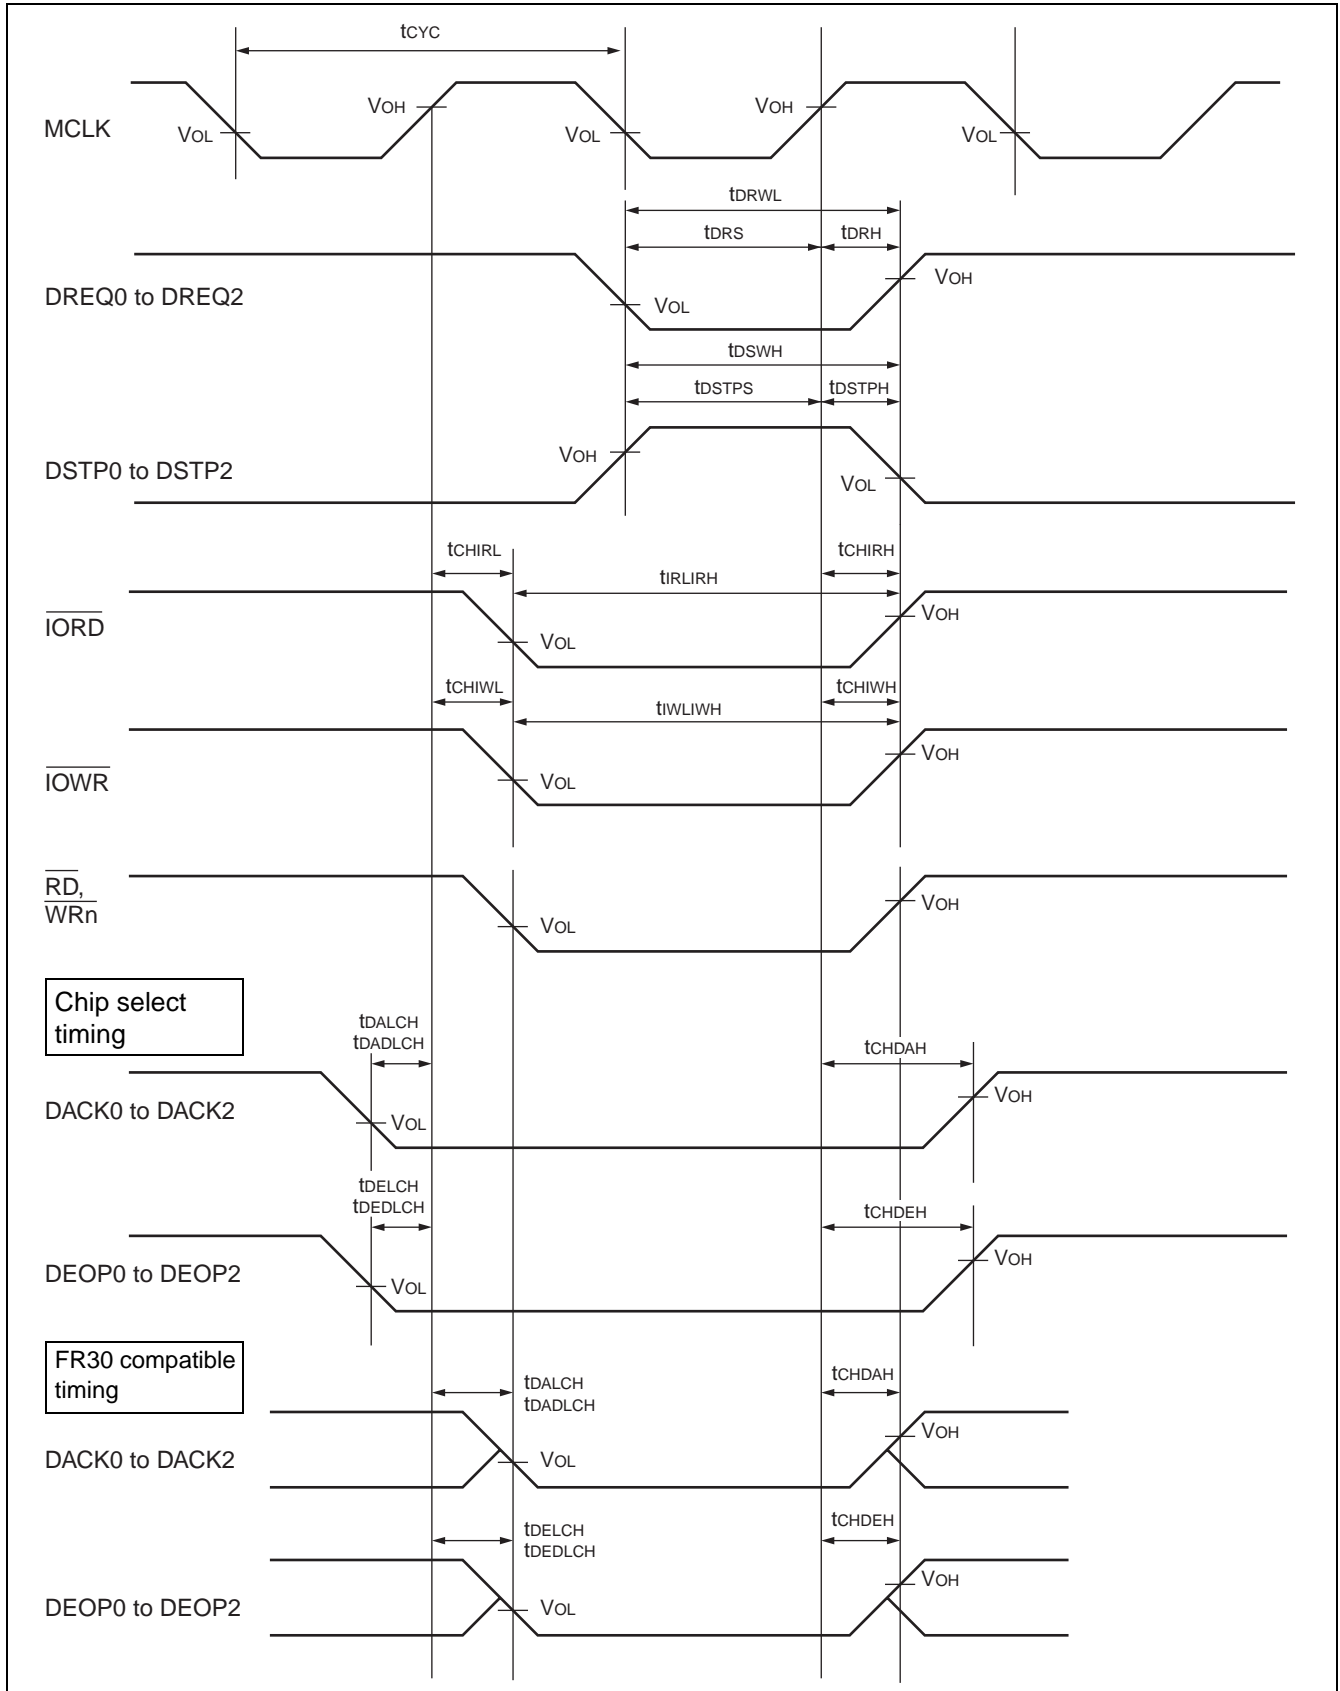 tCYC
MCLK
VOL
VOH
VOL
VOH
VOL
tDRWL
tDRS
tDRH
DREQ0 to DREQ2
VOL
VOH
tDSWH
tDSTPS
tDSTPH
DSTP0 to DSTP2
VOH
VOL
tCHIRL
tCHIRH
tIRLIRH
IORD
VOL
VOH
tCHIWL
tCHIWH
tIWLIWH
IOWR
VOL
VOH
RD,
WRn
VOL
VOH
Chip select
timing
tDALCH
tDADLCH
tCHDAH
DACK0 to DACK2
VOL
VOH
tDELCH
tDEDLCH
tCHDEH
DEOP0 to DEOP2
VOL
VOH
FR30 compatible
timing
tDALCH
tDADLCH
tCHDAH
DACK0 to DACK2
VOL
VOH
tDELCH
tDEDLCH
tCHDEH
DEOP0 to DEOP2
VOL
VOH